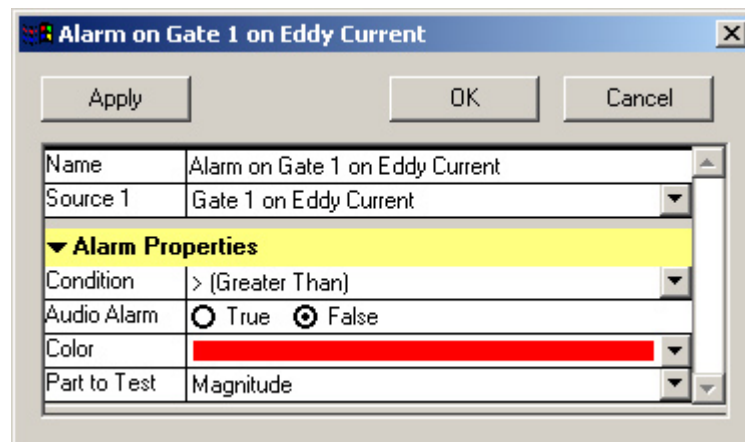 Alarm on Gate 1 on Eddy Current
Apply OK Cancel
Name Alarm on Gate 1 on Eddy Current
Source 1 Gate 1 on Eddy Current
Alarm Properties
Condition > (Greater Than)
Audio Alarm True False
Color
Part to Test Magnitude